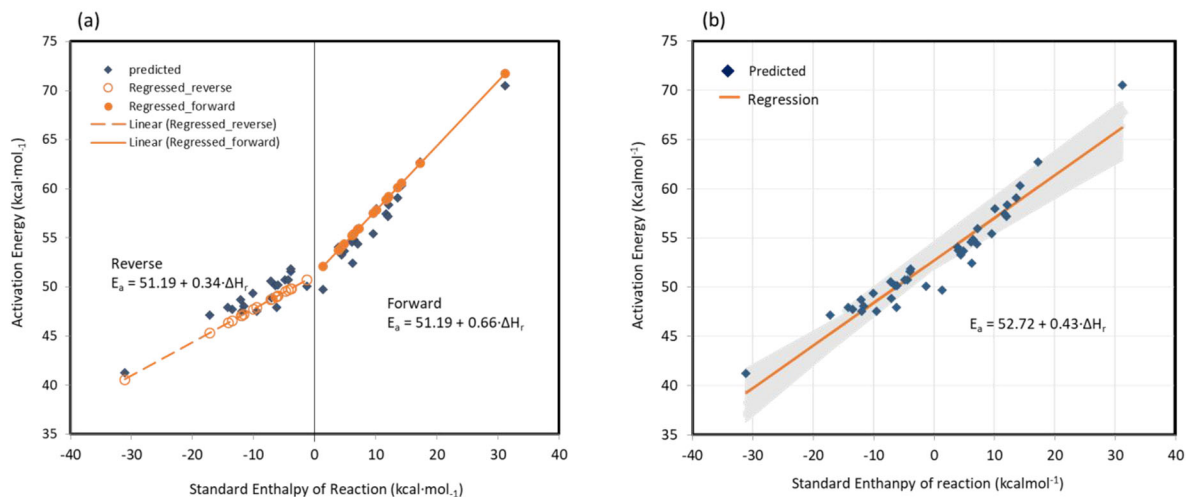 (a)
75
70
65
60
55
50
45
40
35
Activation Energy (kcal·mol-1)
predicted
Regressed_reverse
Regressed_forward
Linear (Regressed_reverse)
Linear (Regressed_forward)
Reverse
Ea = 51.19 + 0.34·ΔHr
Forward
Ea = 51.19 + 0.66·ΔHr
-40 -30 -20 -10 0 10 20 30 40
Standard Enthalpy of Reaction (kcal·mol-1)
(b)
75
70
65
60
55
50
45
40
35
Activation Energy (Kcalmol-1)
Predicted
Regression
Ea = 52.72 + 0.43·ΔHr
-40 -30 -20 -10 0 10 20 30 40
Standard Enthanpy of reaction (kcalmol-1)